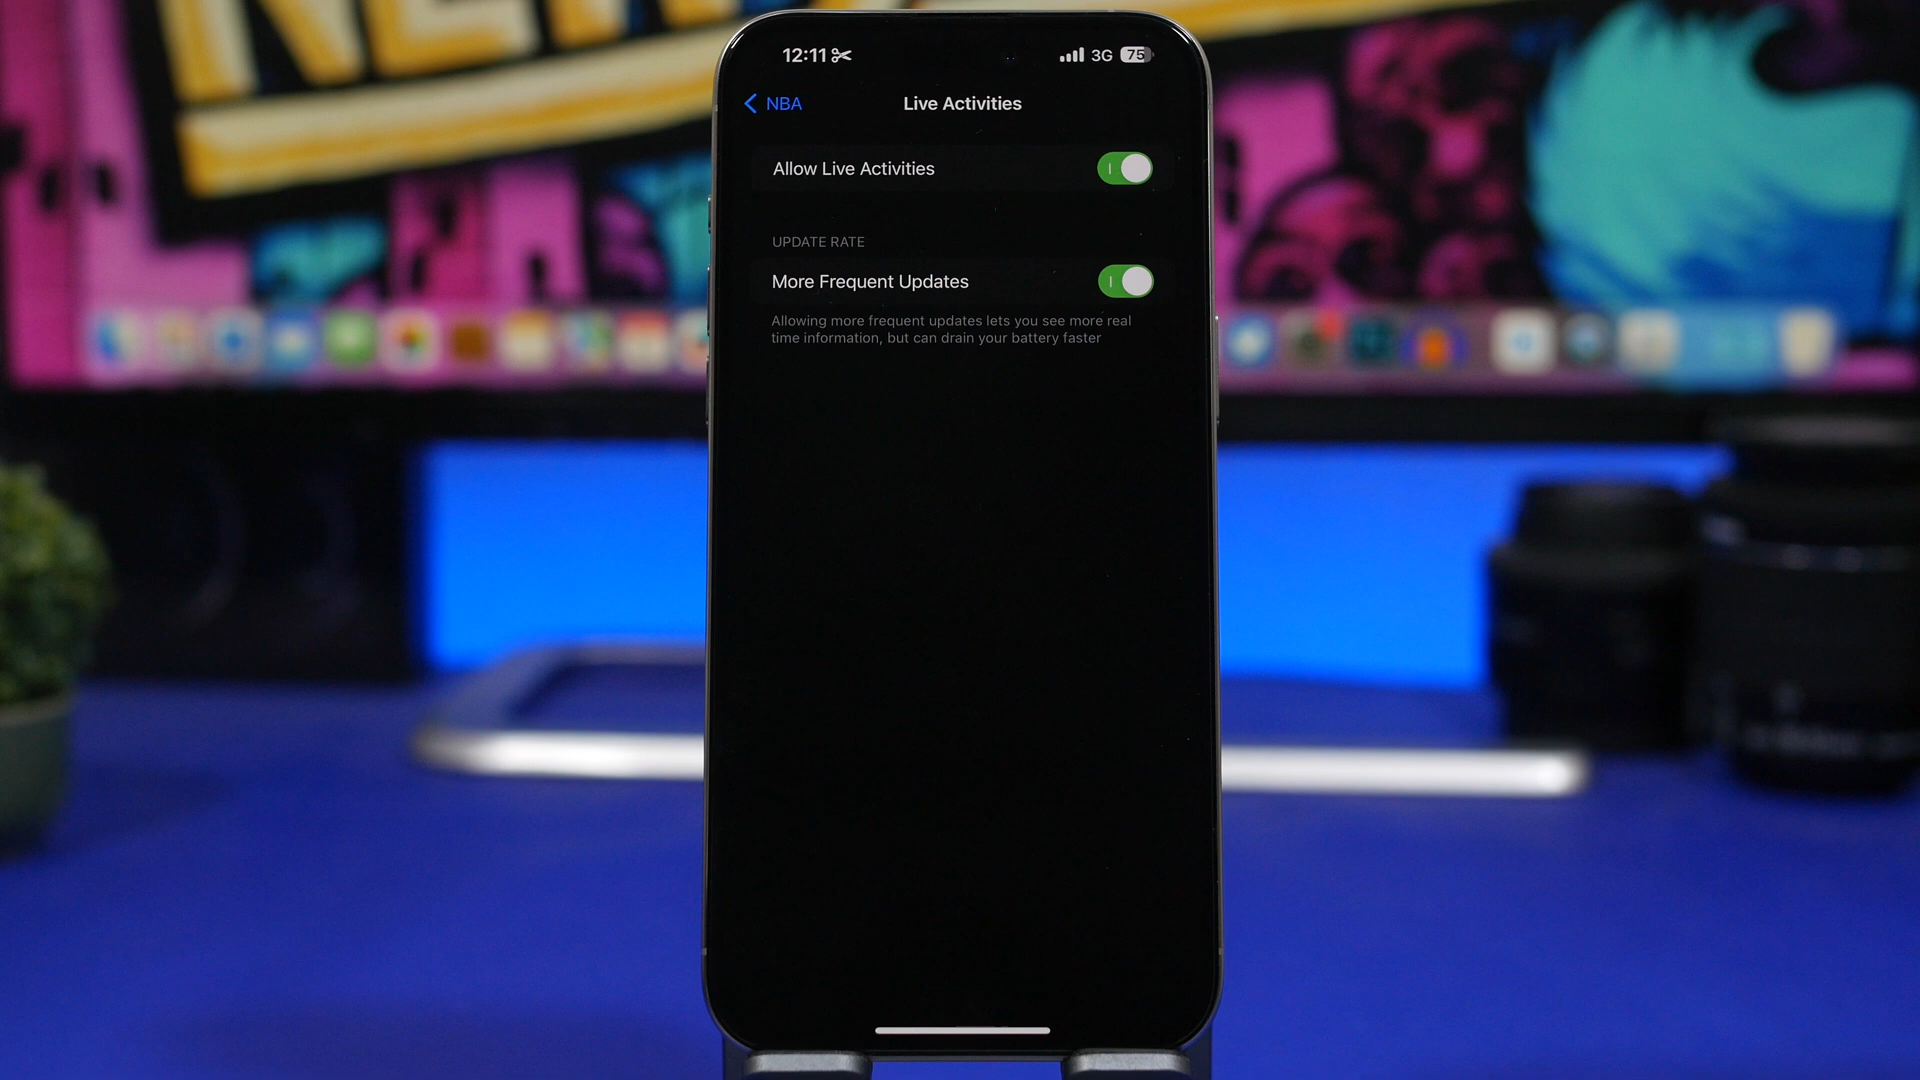 NEW
12:11 3G 75
NBA Live Activities
Allow Live Activities
UPDATE RATE
More Frequent Updates
Allowing more frequent updates lets you see more real
time information, but can drain your battery faster